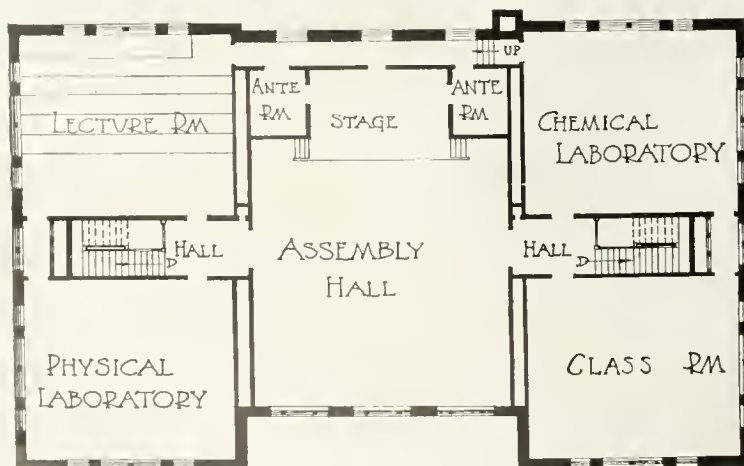 UP
ANTE
RM
ANTE
RM
LECTURE RM
STAGE
CHEMICAL
LABORATORY
HALL
ASSEMBLY
HALL
HALL
D
D
PHYSICAL
LABORATORY
CLASS RM